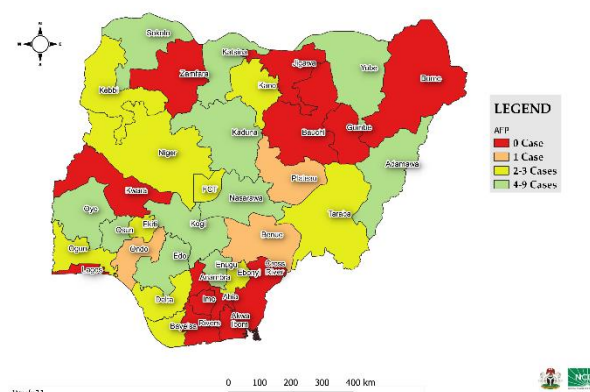 N
Sokoto
Katsina
Jigawa
Yobe
Borno
Zamfara
Kebbi
Kano
Bauchi
Gombe
Kaduna
Niger
Adamawa
Plateau
FCT
Kwara
Nasarawa
Taraba
Oyo
Ekiti
Kogi
Osun
Benue
Ogun
Ondo
Edo
Enugu
Ebonyi
Cross
River
Lagos
Anambra
Delta
Imo
Abia
Bayelsa
Rivers
Akwa
Ibom
LEGEND
AFP
0 Case
1 Case
2-3 Cases
4-9 Cases
0 100 200 300 400 km